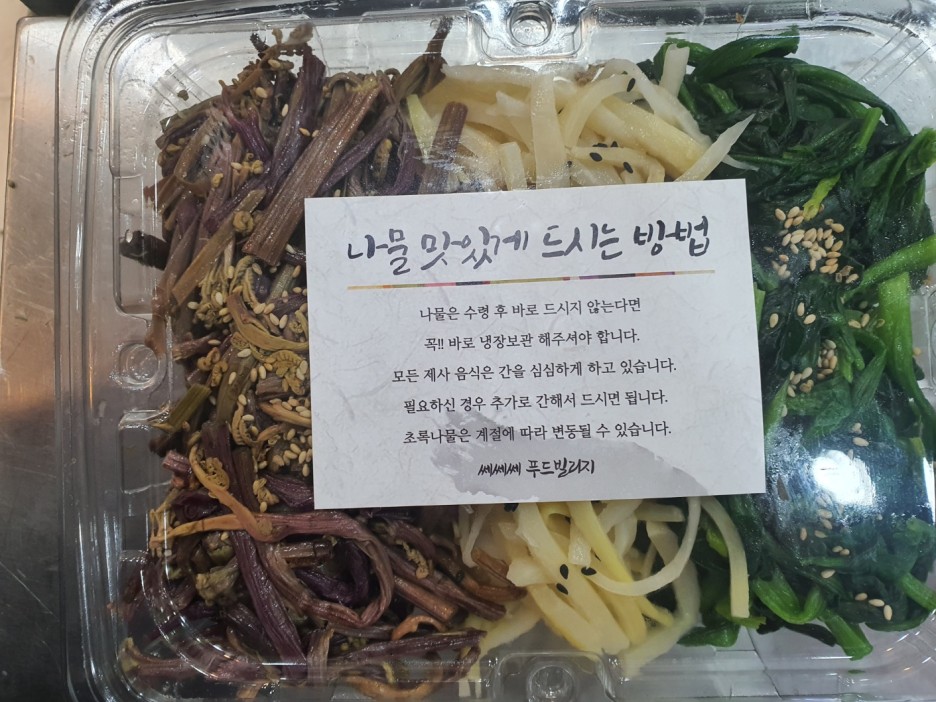 나물 맛있게 드시는 방법
나물은 수령 후 바로 드시지 않는다면
꼭!! 바로 냉장보관 해주셔야 합니다.
모든 제사 음식은 간을 심심하게 하고 있습니다.
필요하신 경우 추가로 간해서 드시면 됩니다.
초록나물은 계절에 따라 변동될 수 있습니다.
쎄쎄쎄 푸드빌리지